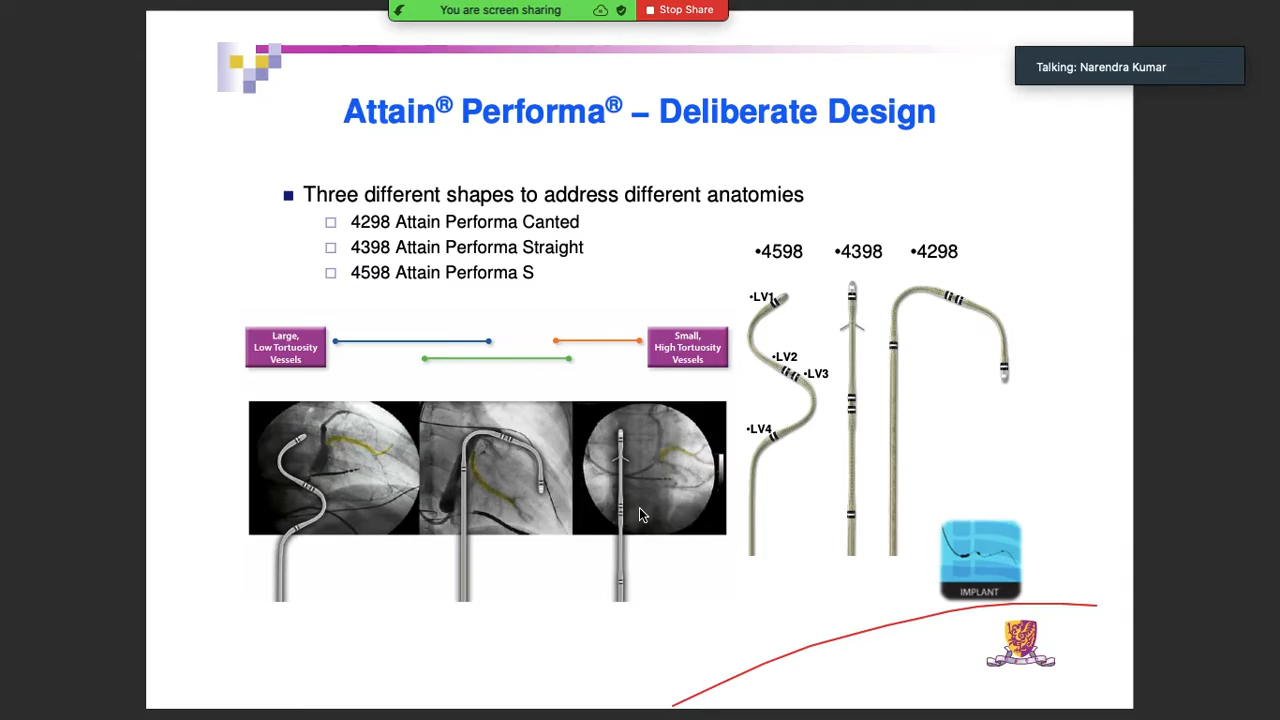 You are screen sharing
Stop Share
Talking: Narendra Kumar
Attain® Performa® – Deliberate Design
Three different shapes to address different anatomies
4298 Attain Performa Canted
4398 Attain Performa Straight
4598 Attain Performa S
•4598 •4398 •4298
•LV1
•LV2
•LV3
•LV4
Large,
Low Tortuosity
Vessels
Small,
High Tortuosity
Vessels
IMPLANT